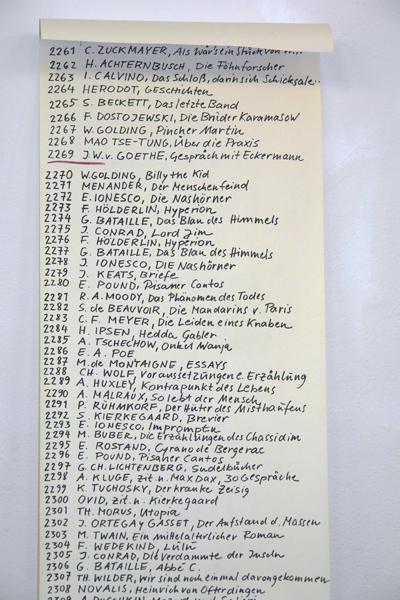 2261 C. ZUCKMAYER, Als wär's ein Stück von mir
2262 H. ACHTERNBUSCH, Die Föhnforscher
2263 I. CALVINO, Das Schloß, darin sich Schicksale..
2264 HERODOT, GESCHICHTEN
2265 S. BECKETT, Das letzte Band
2266 F. DOSTOJEWSKI, Die Brüder Karamasow
2267 W. GOLDING, Pincher Martin
2268 MAO TSE-TUNG, Über die Praxis
2269 J.W.v. GOETHE, Gespräch mit Eckermann
2270 W. GOLDING, Billy the Kid
2271 MENANDER, Der Menschenfeind
2272 E. IONESCO, Die Nashörner
2273 F. HÖLDERLIN, Hyperion
2274 G. BATAILLE, Das Blau des Himmels
2275 J. CONRAD, Lord Jim
2276 F. HÖLDERLIN, Hyperion
2277 G. BATAILLE, Das Blau des Himmels
2278 J. IONESCO, DIE Nashörner
2279 J. KEATS, Briefe
2280 E. POUND, Pisaner Cantos
2281 R.A. MOODY, Das Phänomen des Todes
2282 S. de BEAUVOIR, Die Mandarins v. Paris
2283 C.F. MEYER, Die Leiden eines Knaben
2284 H. IPSEN, Hedda Gabler
2285 A. TSCHECHOW, Onkel Wanja
2286 E. A. POE
2287 M. de MONTAIGNE, ESSAYS
2288 CH. WOLF, Voraussetzungen e. Erzählung
2289 A. HUXLEY, Kontrapunkt des Lebens
2290 A. MALRAUX, So lebt der Mensch
2291 P. RÜHMKORF, Der Hüter des Misthaufens
2292 S. KIERKEGAARD, Brevier
2293 E. IONESCO, Impromptu
2294 M. BUBER, Die Erzählungen des Chassidim
2295 E. ROSTAND, Cyrano de Bergerac
2296 E. POUND, Pisaner Cantos
2297 G. CH. LICHTENBERG, Sudelbücher
2298 A. KLUGE, zit. n. MAX DAX, 30 Gespräche
2299 K. TUCHOSKY, Der kranke Zeisig
2300 OVID, zit. n. Kierkegaard
2301 TH. MORUS, Utopia
2302 J. ORTEGA y GASSET, Der Aufstand d. Massen
2303 M. TWAIN, Ein mittelalterlicher Roman
2304 F. WEDEKIND, Lulu
2305 J. CONRAD, DIE Verdammte der Inseln
2306 G. BATAILLE, Abbé C.
2307 TH. WILDER, Wir sind noch einmal davongekommen
2308 NOVALIS, Heinrich von Ofterdingen